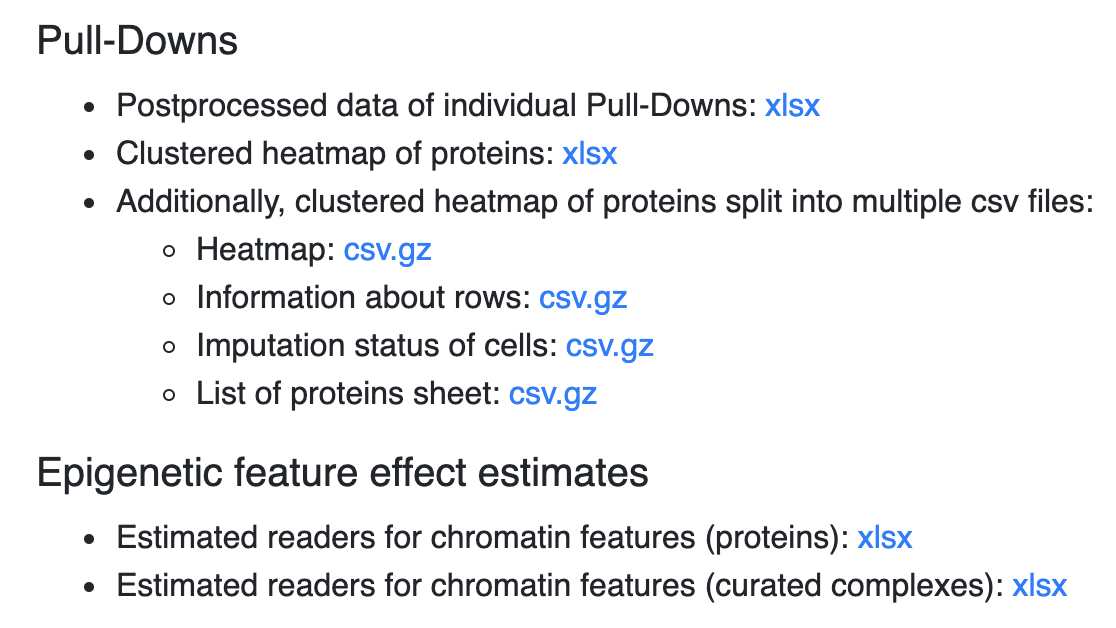 Pull-Downs
Postprocessed data of individual Pull-Downs: xlsx
Clustered heatmap of proteins: xlsx
Additionally, clustered heatmap of proteins split into multiple csv files:
Heatmap: csv.gz
Information about rows: csv.gz
Imputation status of cells: csv.gz
List of proteins sheet: csv.gz
Epigenetic feature effect estimates
Estimated readers for chromatin features (proteins): xlsx
Estimated readers for chromatin features (curated complexes): xlsx